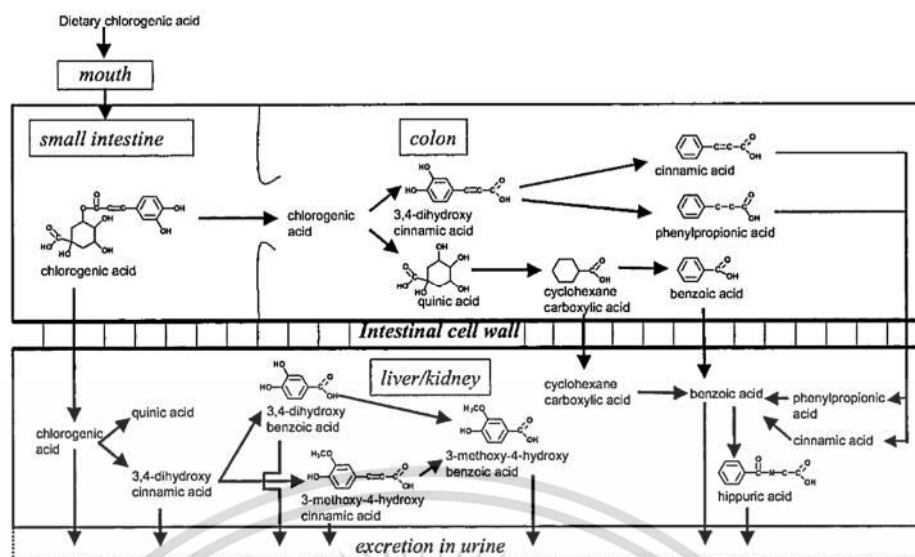 Dietary chlorogenic acid
mouth
small intestine
colon
cinnamic acid
3,4-dihydroxy
cinnamic acid
chlorogenic
acid
phenylpropionic acid
chlorogenic acid
quinic acid
cyclohexane
carboxylic acid
benzoic acid
Intestinal cell wall
liver/kidney
3,4-dihydroxy
benzoic acid
cyclohexane
carboxylic acid
benzoic acid
phenylpropionic
acid
quinic acid
chlorogenic
acid
cinnamic acid
3-methoxy-4-hydroxy
benzoic acid
3,4-dihydroxy
cinnamic acid
3-methoxy-4-hydroxy
cinnamic acid
hippuric acid
excretion in urine